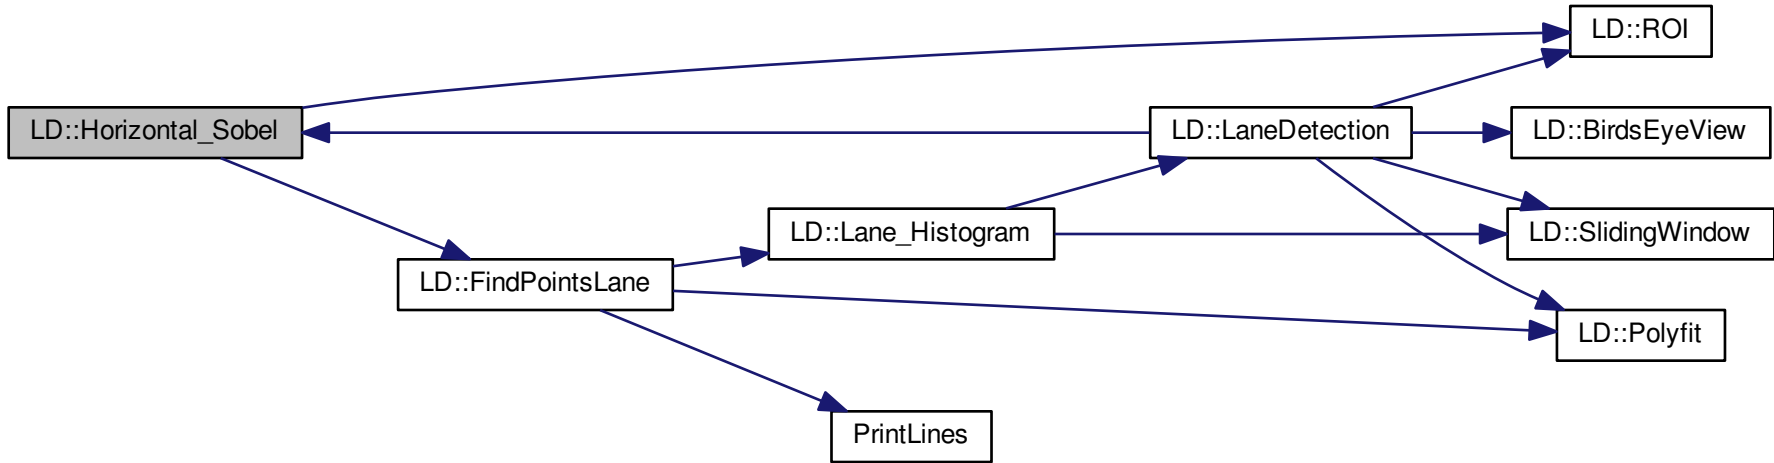 LD::ROI
LD::Horizontal_Sobel
LD::LaneDetection
LD::BirdsEyeView
LD::Lane_Histogram
LD::SlidingWindow
LD::FindPointsLane
LD::Polyfit
PrintLines